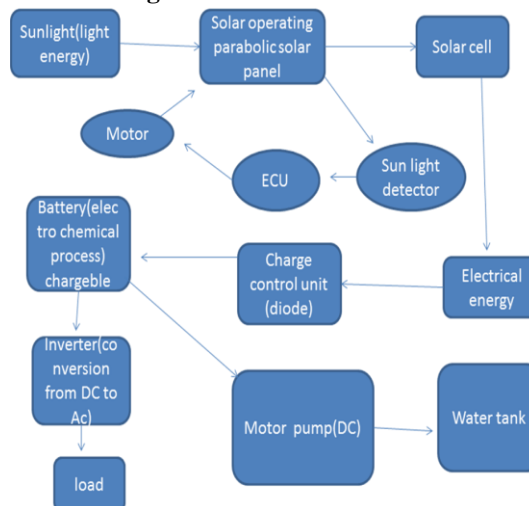 Sunlight(light
energy)
Solar operating
parabolic solar
panel
Solar cell
Motor
ECU
Sun light
detector
Battery(elec
tro chemical
process)
chargeble
Charge
control unit
(diode)
Electrical
energy
Inverter(co
nversion
from DC to
Ac)
Motor pump(DC)
Water tank
load